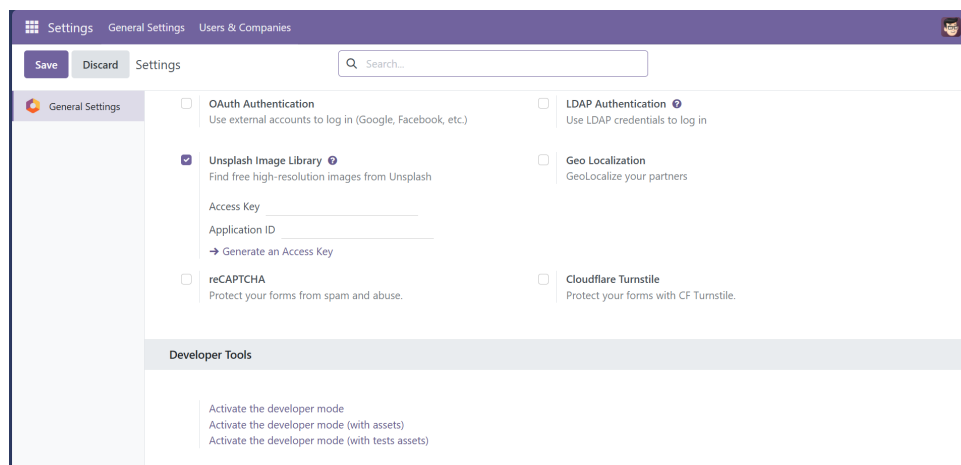 Settings General Settings Users & Companies
Save Discard Settings Search...
General Settings
OAuth Authentication
Use external accounts to log in (Google, Facebook, etc.)
LDAP Authentication ?
Use LDAP credentials to log in
Unsplash Image Library ?
Find free high-resolution images from Unsplash
Geo Localization
GeoLocalize your partners
Access Key
Application ID
→ Generate an Access Key
reCAPTCHA
Protect your forms from spam and abuse.
Cloudflare Turnstile
Protect your forms with CF Turnstile.
Developer Tools
Activate the developer mode
Activate the developer mode (with assets)
Activate the developer mode (with tests assets)